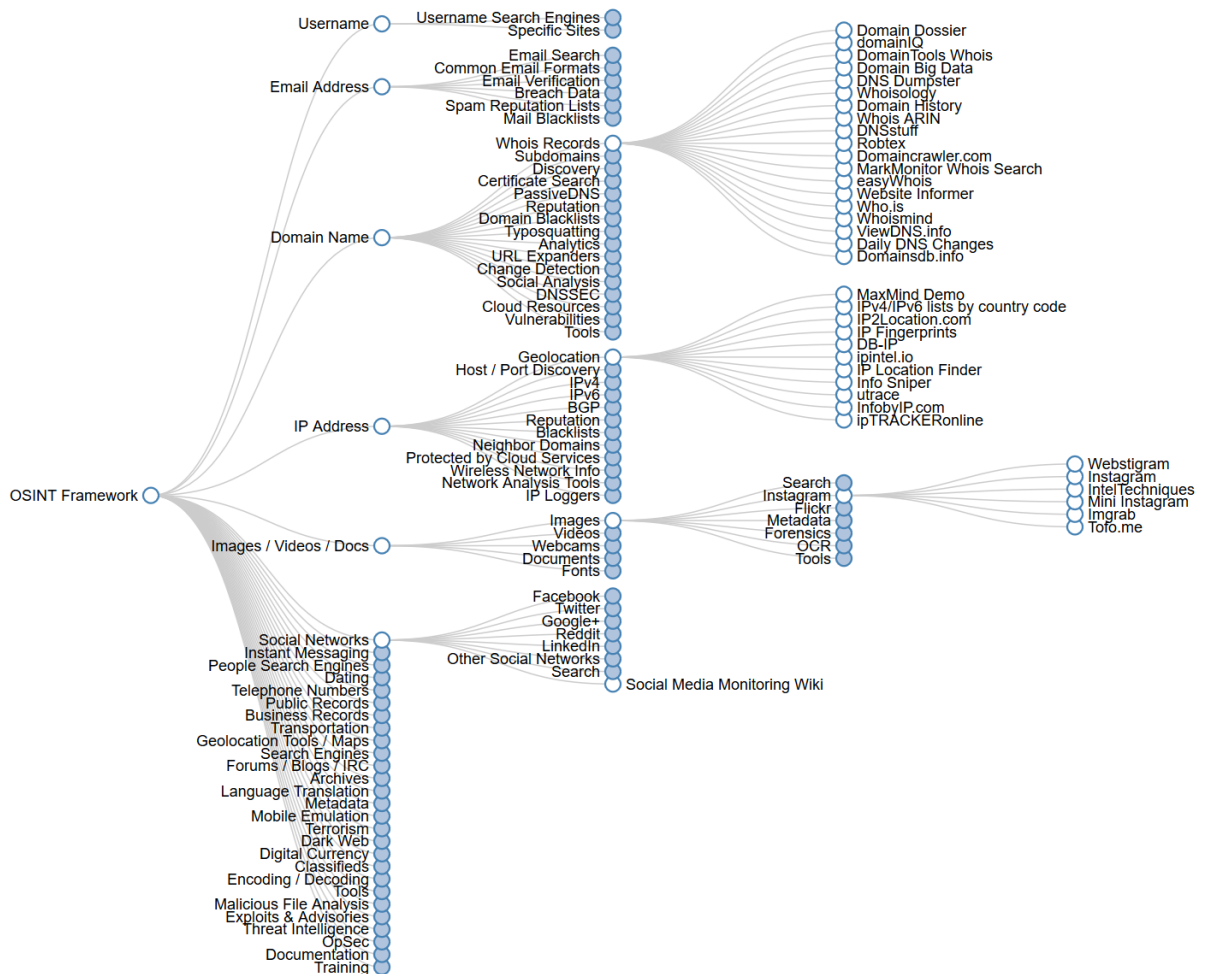 OSINT Framework
Username
Username Search Engines
Specific Sites
Email Address
Email Search
Common Email Formats
Email Verification
Breach Data
Spam Reputation Lists
Mail Blacklists
Domain Name
Whois Records
Domain Dossier
domainIQ
DomainTools Whois
Domain Big Data
DNS Dumpster
Whoisology
Domain History
Whois ARIN
DNSstuff
Robtex
Domaincrawler.com
MarkMonitor Whois Search
easyWhois
Website Informer
Who.is
Whoismind
ViewDNS.info
Daily DNS Changes
Domainsdb.info
Subdomains
Discovery
Certificate Search
PassiveDNS
Reputation
Domain Blacklists
Typosquatting
Analytics
URL Expanders
Change Detection
Social Analysis
DNSSEC
Cloud Resources
Vulnerabilities
Tools
IP Address
Geolocation
MaxMind Demo
IPv4/IPv6 lists by country code
IP2Location.com
IP Fingerprints
DB-IP
ipintel.io
IP Location Finder
Info Sniper
utrace
InfobyIP.com
ipTRACKERonline
Host / Port Discovery
IPv4
IPv6
BGP
Reputation
Blacklists
Neighbor Domains
Protected by Cloud Services
Wireless Network Info
Network Analysis Tools
IP Loggers
Images / Videos / Docs
Images
Search
Instagram
Webstigram
Instagram
IntelTechniques
Mini Instagram
Imgrab
Tofo.me
Flickr
Metadata
Forensics
OCR
Tools
Videos
Webcams
Documents
Fonts
Social Networks
Facebook
Twitter
Google+
Reddit
LinkedIn
Other Social Networks
Search
Social Media Monitoring Wiki
Instant Messaging
People Search Engines
Dating
Telephone Numbers
Public Records
Business Records
Transportation
Geolocation Tools / Maps
Search Engines
Forums / Blogs / IRC
Archives
Language Translation
Metadata
Mobile Emulation
Terrorism
Dark Web
Digital Currency
Classifieds
Encoding / Decoding
Tools
Malicious File Analysis
Exploits & Advisories
Threat Intelligence
OpSec
Documentation
Training